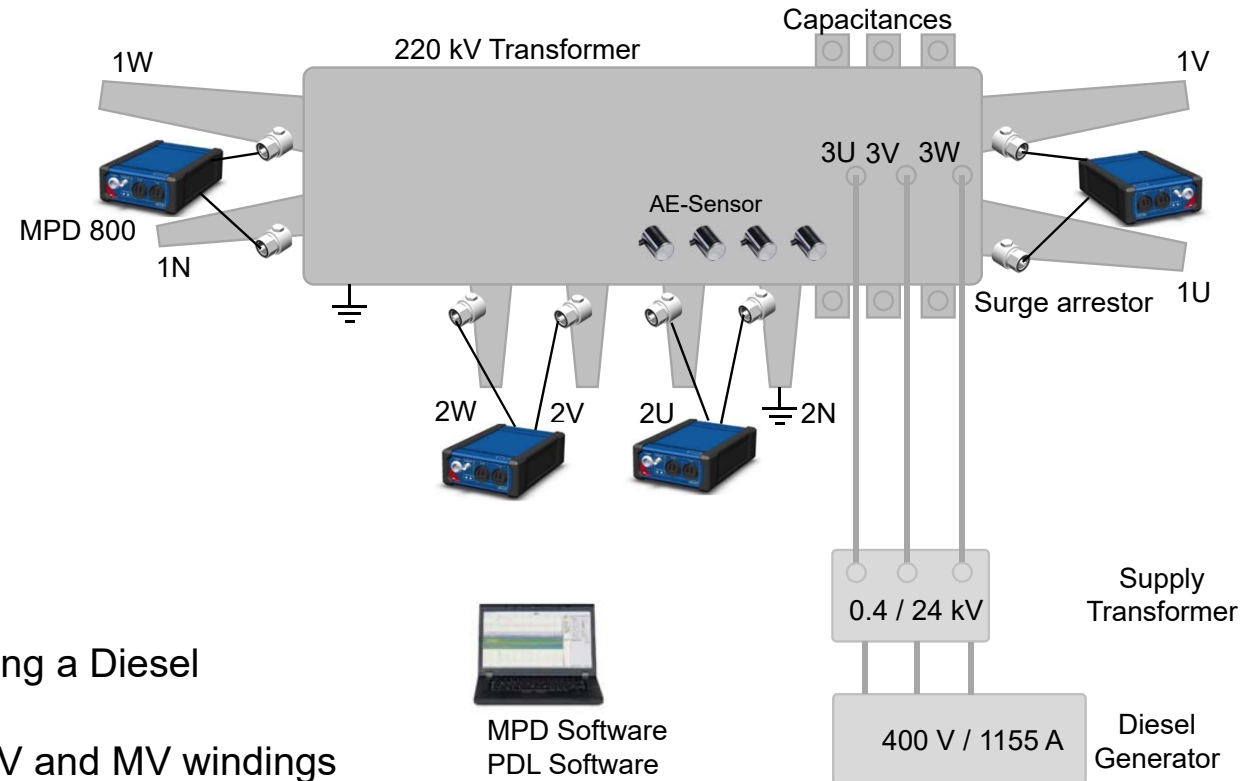 Capacitances
220 kV Transformer
1W
1V
3U 3V 3W
AE-Sensor
MPD 800
1N
Surge arrestor
1U
2W
2V
2U
2N
0.4 / 24 kV
Supply
Transformer
ng a Diesel
MPD Software
PDL Software
400 V / 1155 A
Diesel
Generator
V and MV windings